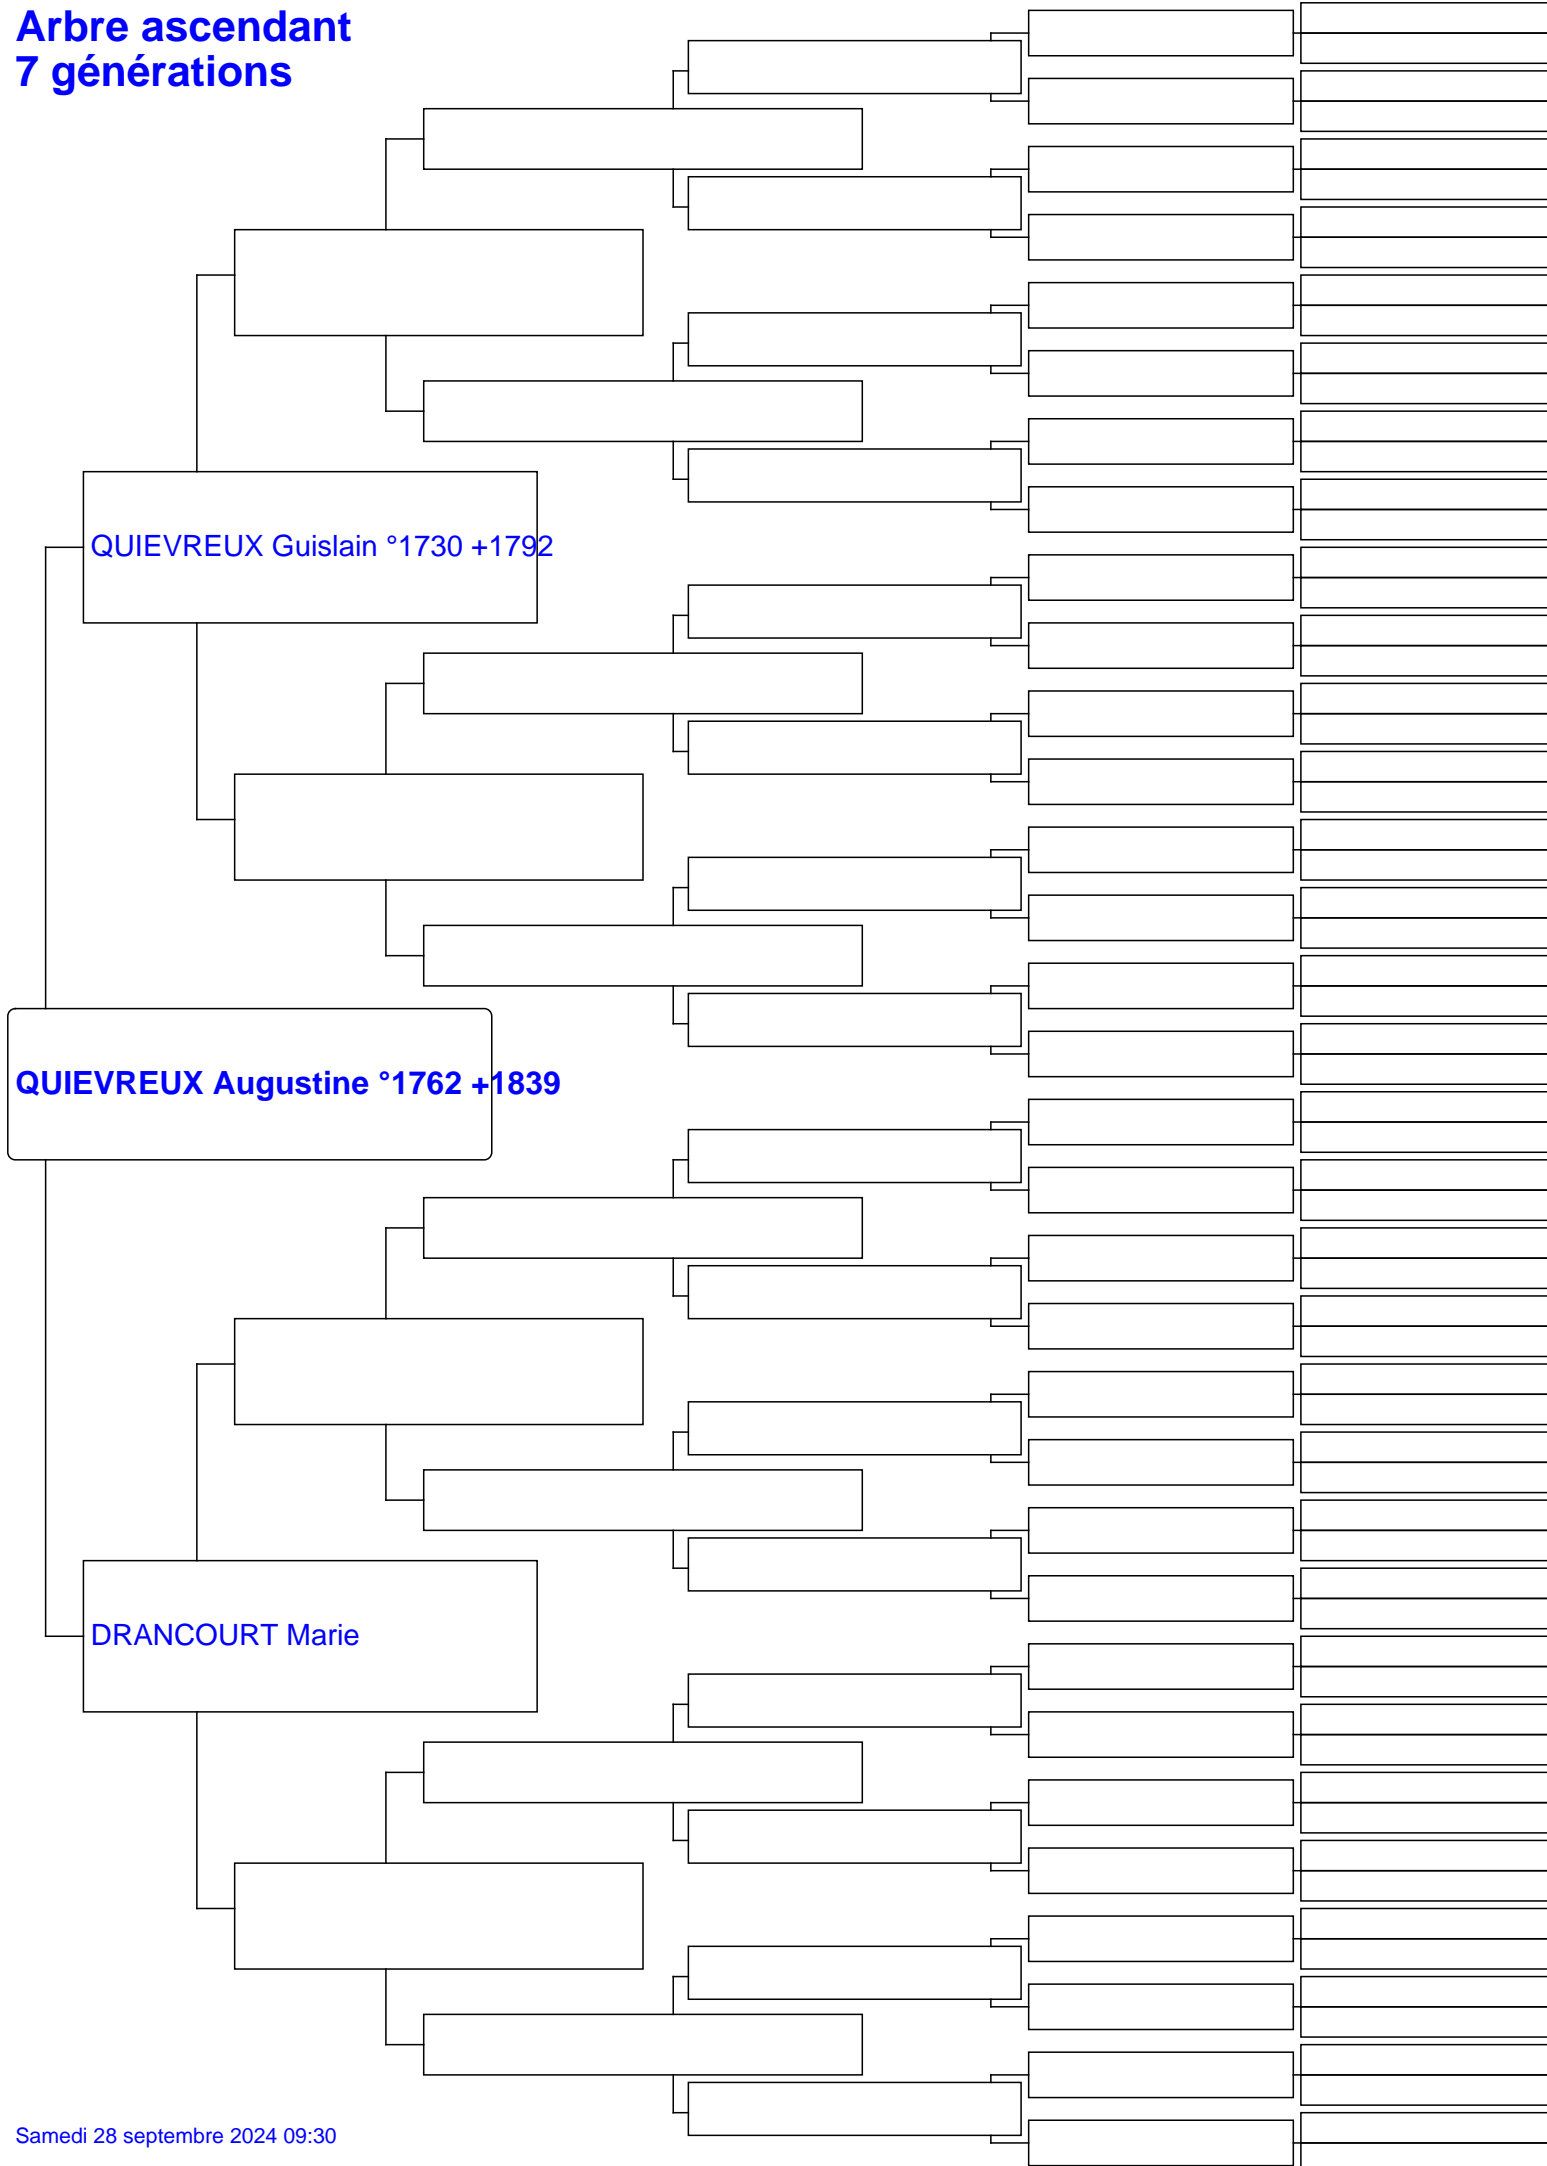 Arbre ascendant
7 générations
QUIEVREUX Guislain °1730 +1792
QUIEVREUX Augustine °1762 +1839
DRANCOURT Marie
Samedi 28 septembre 2024 09:30